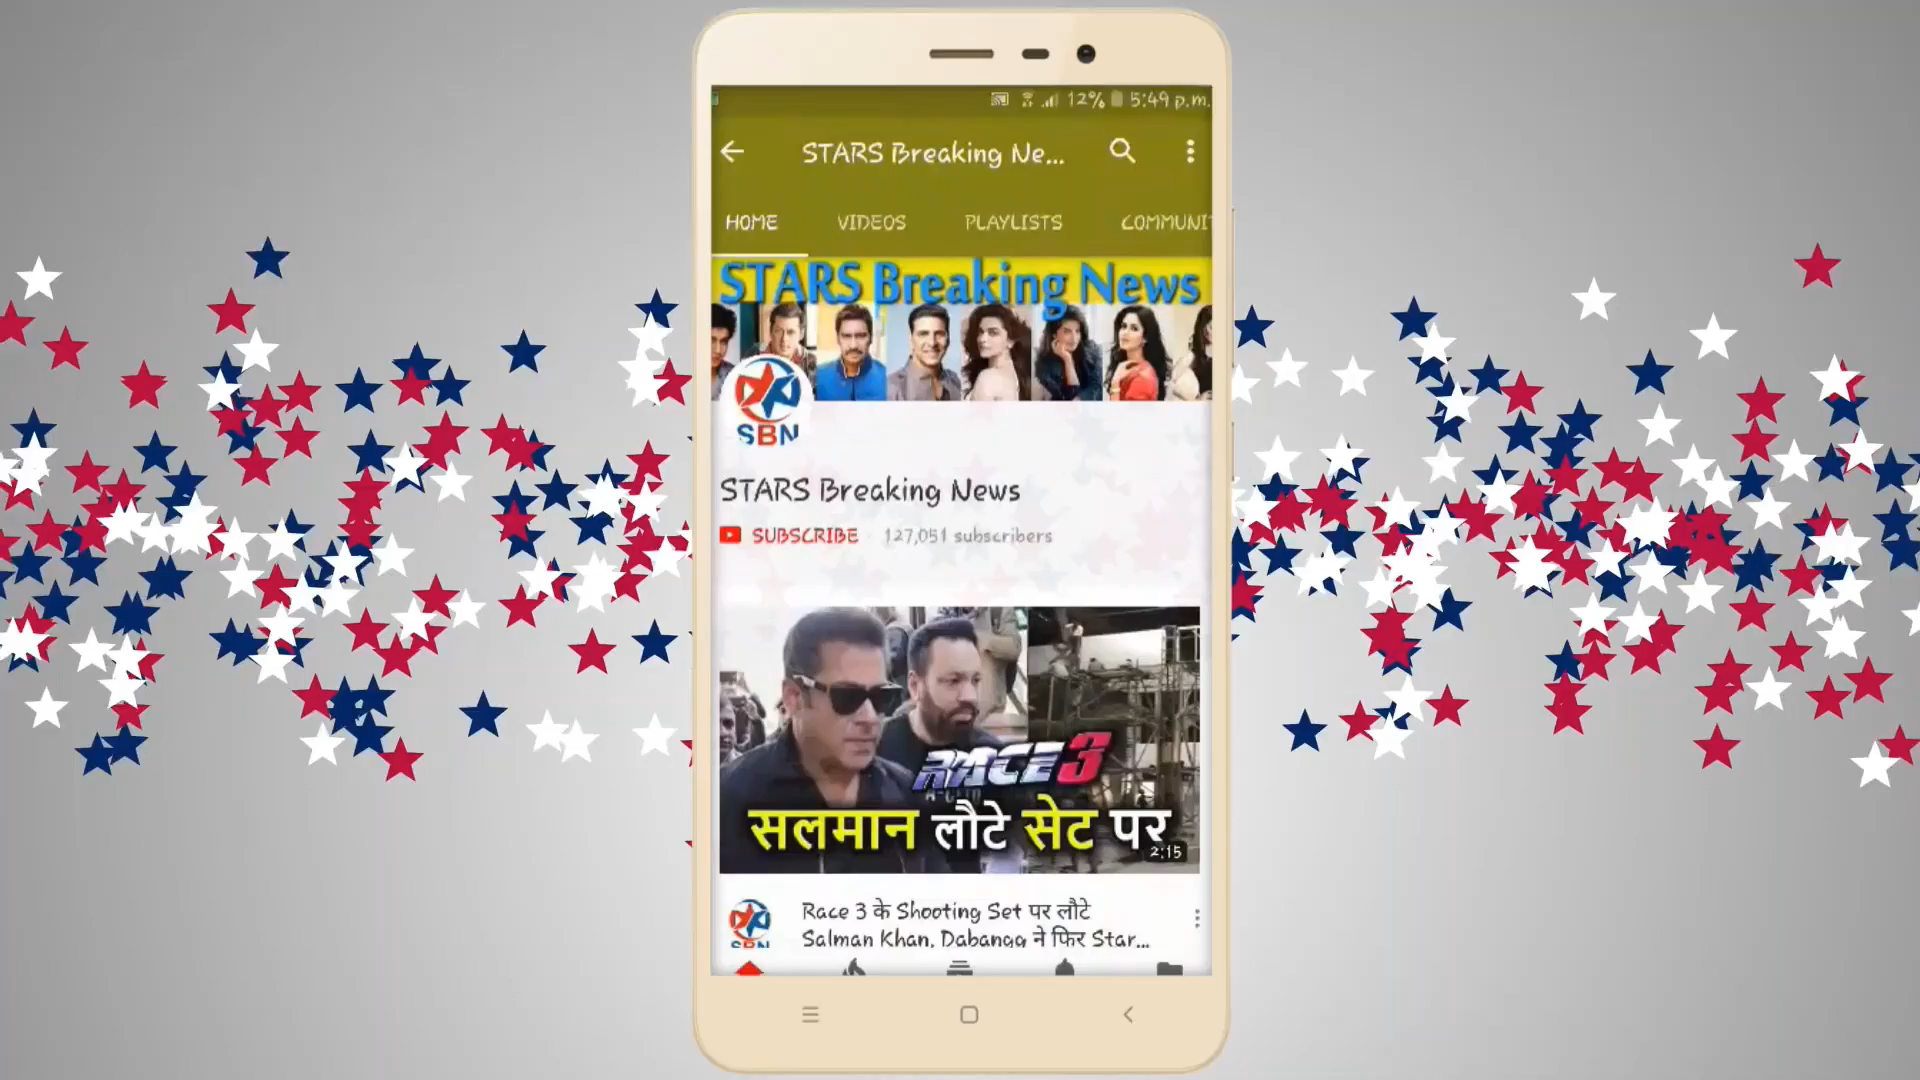 12% 5:49 p.m.
STARS Breaking Ne...
HOME VIDEOS PLAYLISTS COMMUNI
STARS Breaking News
SBN
STARS Breaking News
SUBSCRIBE 127,051 subscribers
RACE 3
सलमान लौटे सेट पर
2:15
Race 3 के Shooting Set पर लौटे
SBN
Salman Khan, Dabangg ने फिर Star...